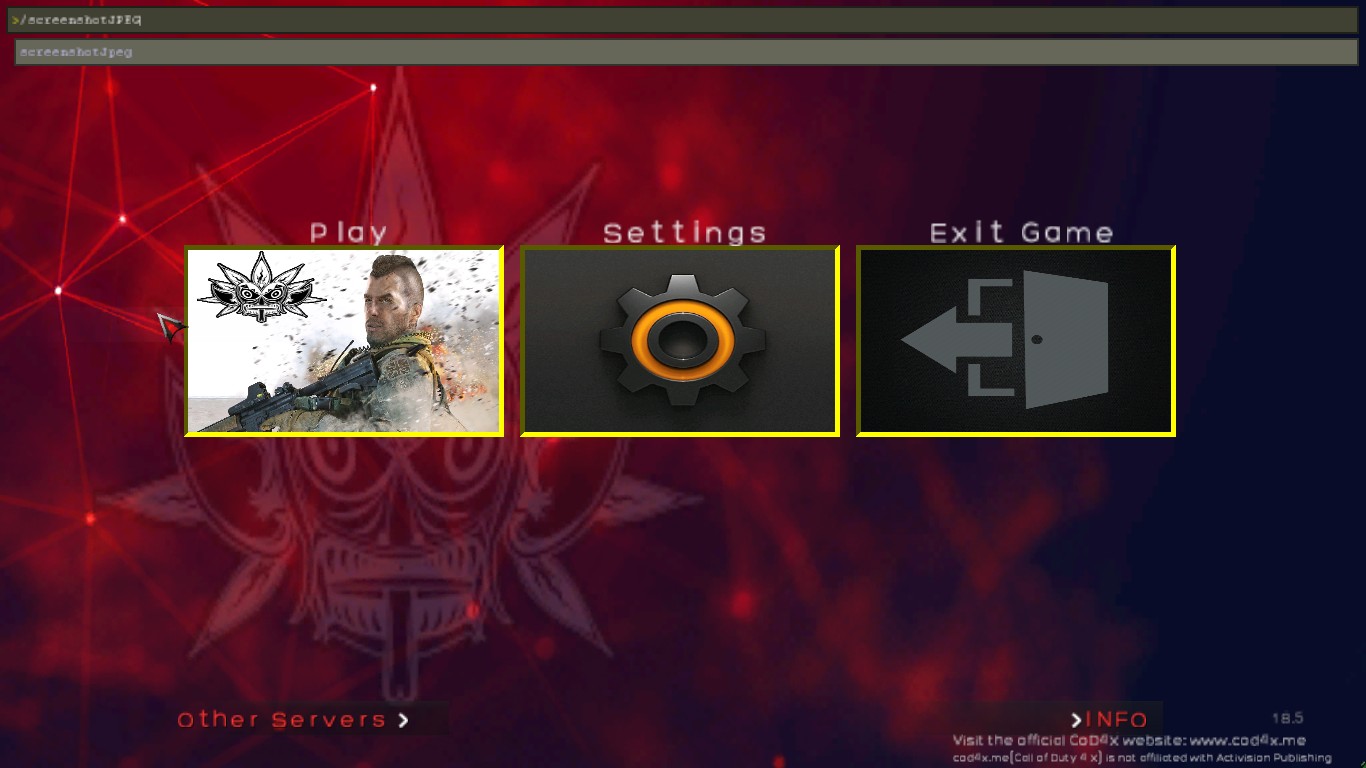 >/screenshotJPEG
screenshotJpeg
Play
Settings
Exit Game
Other Servers >
>INFO
18.5
Visit the official CoD4x website: www.cod4x.me
cod4x.me[Call of Duty 4 x] is not affiliated with Activision Publishing